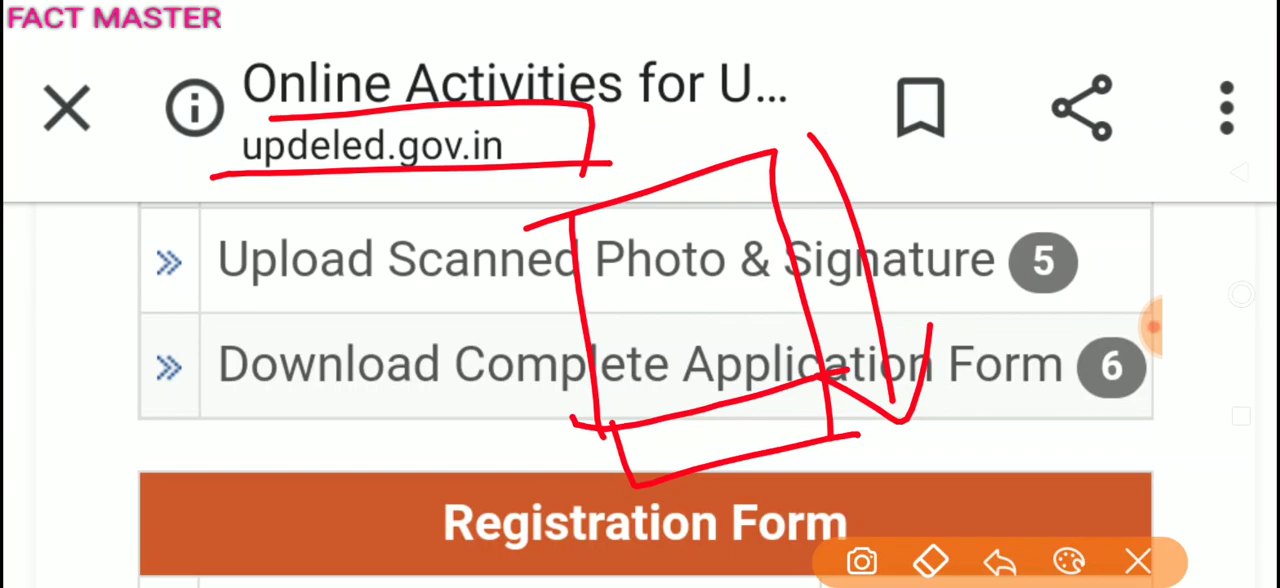 FACT MASTER
Online Activities for U...
updeled.gov.in
Upload Scanned Photo & Signature 5
Download Complete Application Form 6
Registration Form